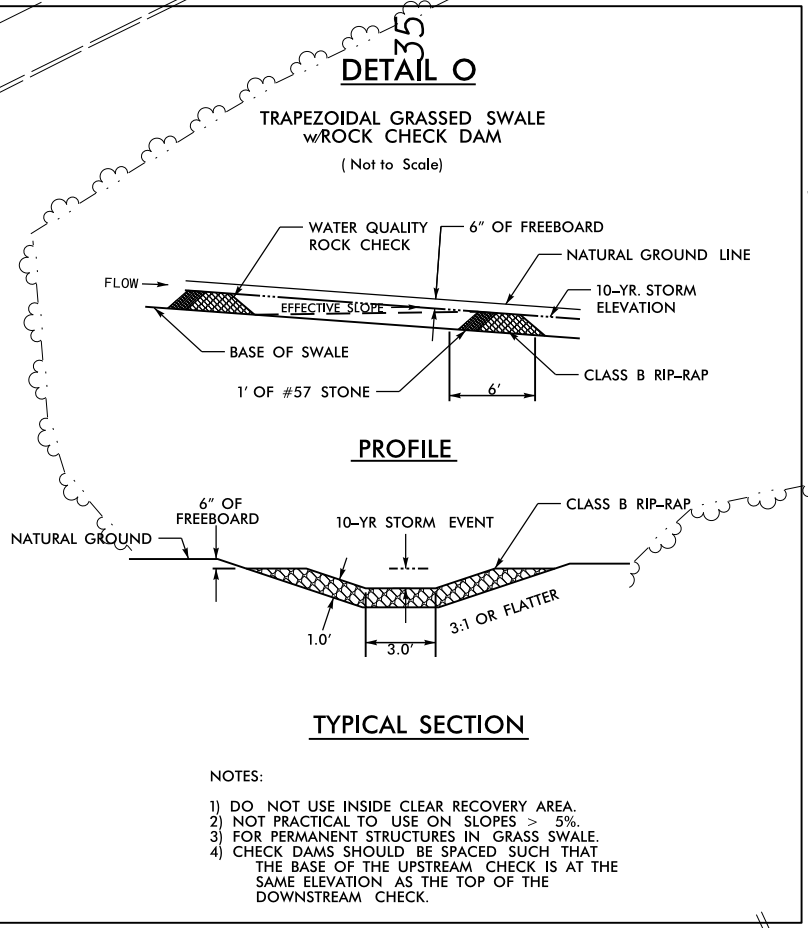 35
DETAIL O
TRAPEZOIDAL GRASSED SWALE
w/ROCK CHECK DAM
( Not to Scale)
WATER QUALITY
ROCK CHECK
6" OF FREEBOARD
NATURAL GROUND LINE
FLOW
10-YR. STORM
ELEVATION
EFFECTIVE SLOPE
BASE OF SWALE
CLASS B RIP-RAP
1' OF #57 STONE
6'
PROFILE
6" OF
FREEBOARD
10-YR STORM EVENT
CLASS B RIP-RAP
NATURAL GROUND
3:1 OR FLATTER
1.0'
3.0'
TYPICAL SECTION
NOTES:
1) DO NOT USE INSIDE CLEAR RECOVERY AREA.
2) NOT PRACTICAL TO USE ON SLOPES > 5%.
3) FOR PERMANENT STRUCTURES IN GRASS SWALE.
4) CHECK DAMS SHOULD BE SPACED SUCH THAT
THE BASE OF THE UPSTREAM CHECK IS AT THE
SAME ELEVATION AS THE TOP OF THE
DOWNSTREAM CHECK.